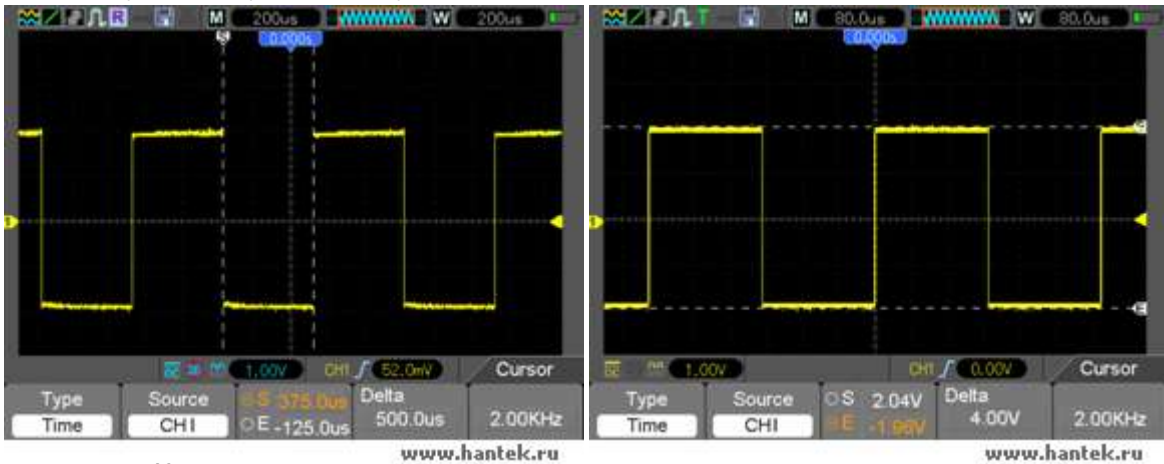 R M 200us W 200us
S 0.000s
1
1.00V CH1 52.0mV Cursor
Type Source S 375.0us Delta
Time CH1 E -125.0us 500.0us 2.00KHz
www.hantek.ru
T M 80.0us W 80.0us
0.000s
S
1
E
1.00V CH1 0.00V Cursor
Type Source S 2.04V Delta
Time CH1 E -1.96V 4.00V 2.00KHz
www.hantek.ru